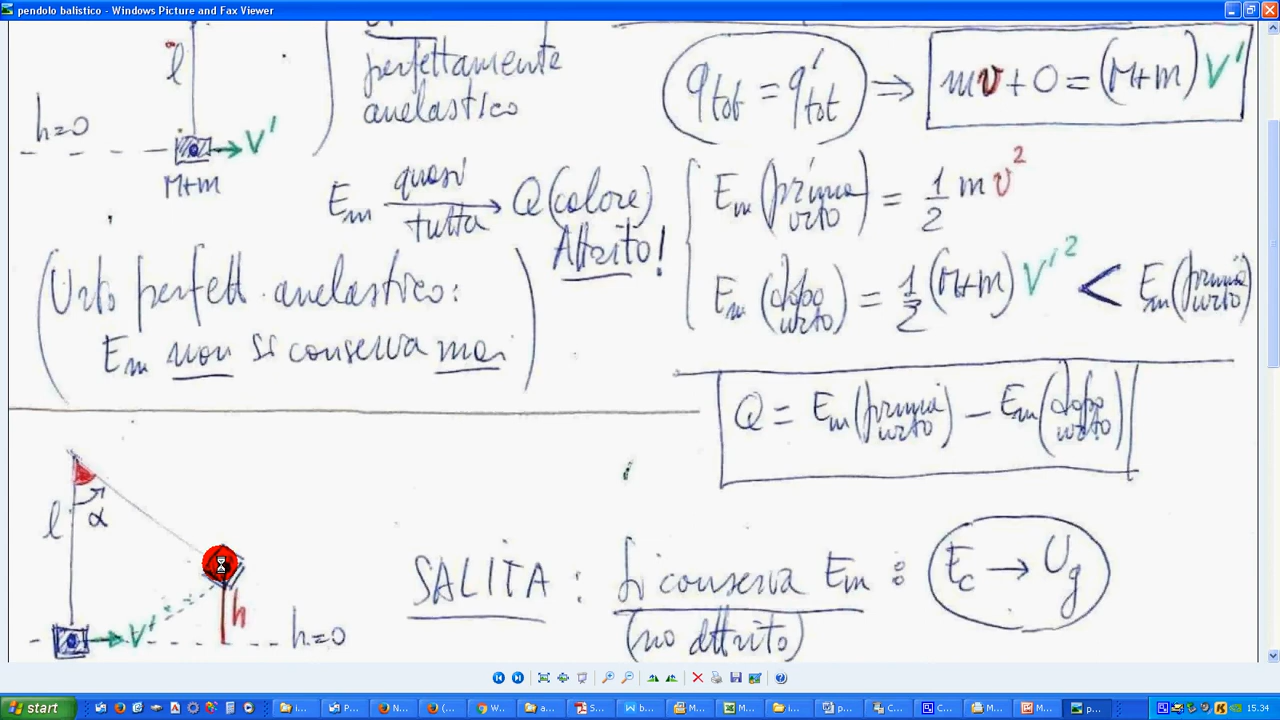 pendolo balistico - Windows Picture and Fax Viewer
l
h=0
V'
M+m
perfettamente
anelastico
q tot = q' tot ⇒ mv + 0 = (M+m) V'
Em quasi tutta → Q (calore)
Attrito!
Em (prima urto) = 1/2 m v²
Em (dopo urto) = 1/2 (M+m) V'² < Em (prima urto)
(Urto perfett. anelastico:
Em non si conserva mai)
Q = Em (prima urto) − Em (dopo urto)
l
α
V'
h
h=0
SALITA : Si conserva Em : Ec → Ug
(no attrito)
start
i...
P...
N...
(...
W...
a...
w b...
M...
M...
i...
p...
C...
C...
M...
M...
p...
15.34